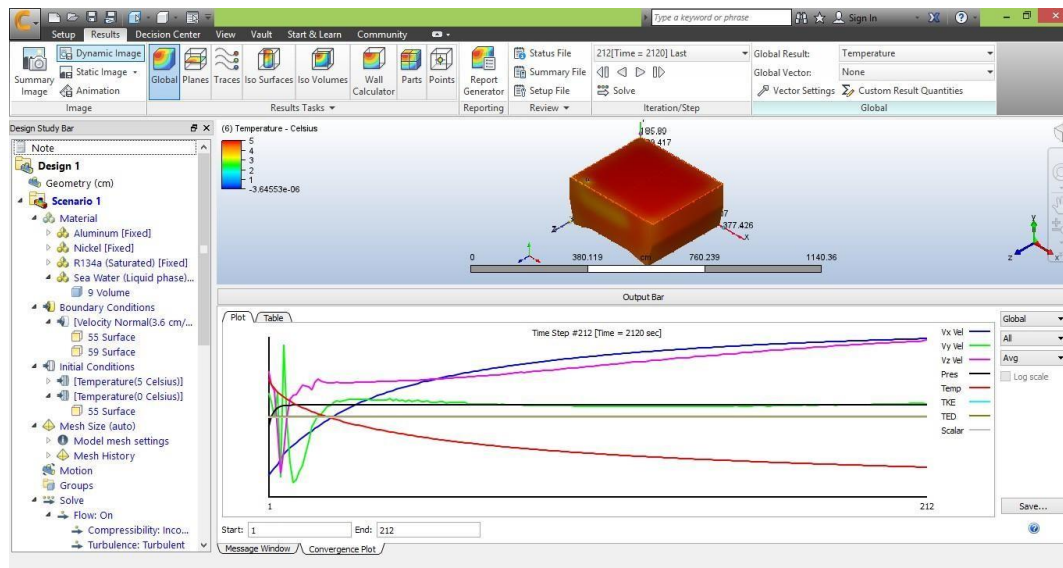 Type a keyword or phrase
Sign In
Setup Results Decision Center View Vault Start & Learn Community
Dynamic Image
Static Image
Animation
Summary Image
Image
Global Planes Traces Iso Surfaces Iso Volumes Wall Calculator Parts Points
Results Tasks
Report Generator
Reporting
Status File
Summary File
Setup File
Review
212[Time = 2120] Last
Solve
Iteration/Step
Global Result: Temperature
Global Vector: None
Vector Settings Custom Result Quantities
Global
Design Study Bar
Note
Design 1
Geometry (cm)
Scenario 1
Material
Aluminum [Fixed]
Nickel [Fixed]
R134a (Saturated) [Fixed]
Sea Water (Liquid phase)...
9 Volume
Boundary Conditions
[Velocity Normal(3.6 cm/...
55 Surface
59 Surface
Initial Conditions
[Temperature(5 Celsius)]
[Temperature(0 Celsius)]
55 Surface
Mesh Size (auto)
Model mesh settings
Mesh History
Motion
Groups
Solve
Flow: On
Compressibility: Inco...
Turbulence: Turbulent
(6) Temperature - Celsius
5
4
3
2
1
-3.64553e-06
377.426
x
z
0 380.119 cm 760.239 1140.36
y
z
x
Output Bar
Plot Table
Time Step #212 [Time = 2120 sec]
Vx Vel
Vy Vel
Vz Vel
Pres
Temp
TKE
TED
Scalar
1 212
Global
All
Avg
Log scale
Save...
Start: 1 End: 212
Message Window Convergence Plot